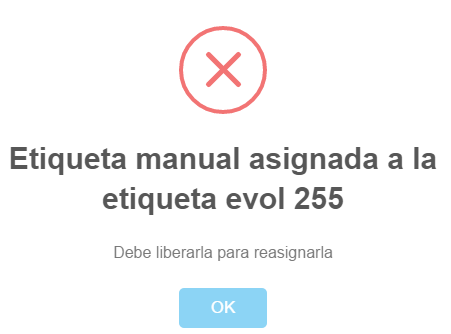 Etiqueta manual asignada a la
etiqueta evol 255
Debe liberarla para reasignarla
OK